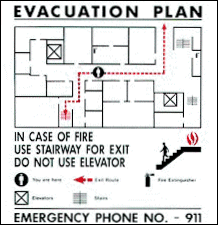 EVACUATION PLAN
IN CASE OF FIRE
USE STAIRWAY FOR EXIT
DO NOT USE ELEVATOR
You are here
Exit Route
Fire Extinguisher
Elevators
Stairs
EMERGENCY PHONE NO. - 911